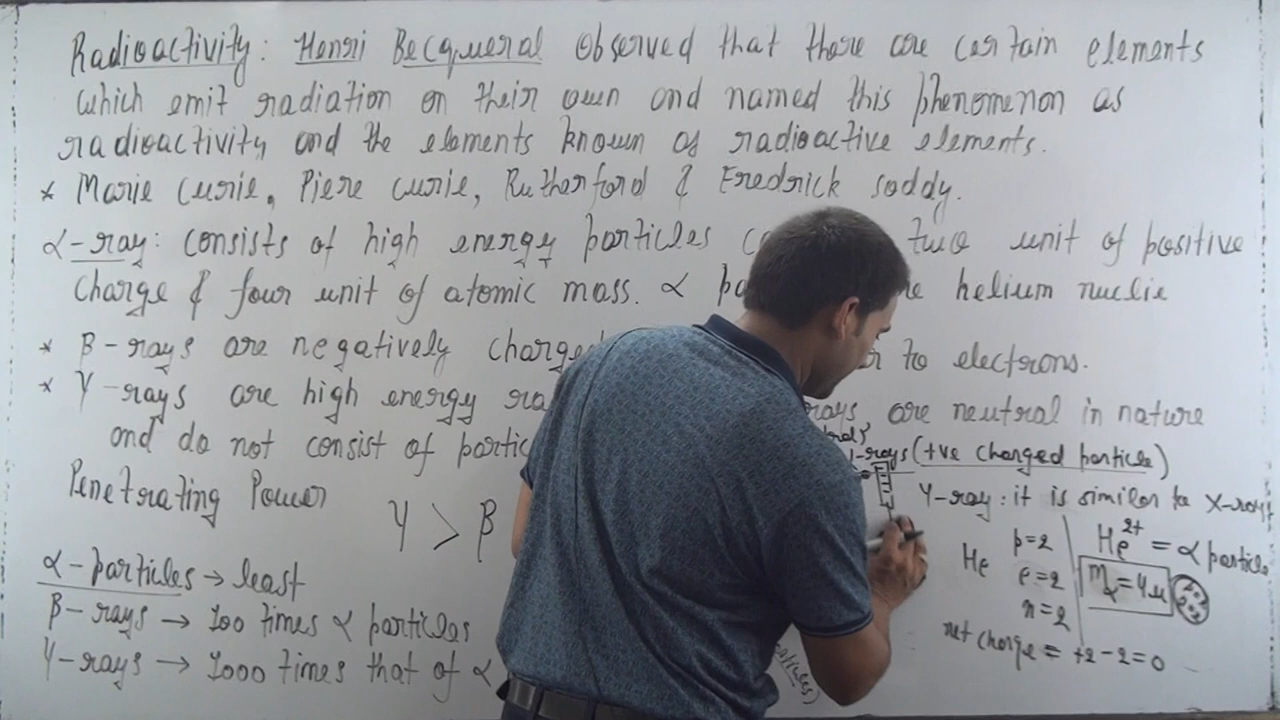 Radioactivity: Henri Becqueral Observed that there are certain elements
which emit radiation on their own and named this phenomenon as
radioactivity and the elements known as radioactive elements.
* Marie Curie, Piere Curie, Rutherford & Fredrick Soddy.
α-ray: Consists of high energy particles two unit of positive
Charge & four unit of atomic mass. α helium nuclie
* β-rays are negatively to electrons.
* γ-rays are high energy rays are neutral in nature
and do not consist of
Penetrating Power
γ > β
α-particles → least
β-rays → 100 times α particles
γ-rays → 1000 times that of α
-rays (+ve charged particle)
γ-ray: it is similar to X-rays
He p=2
e=2
n=2
net charge = +2-2=0
He2+ = α particle
mα=4u